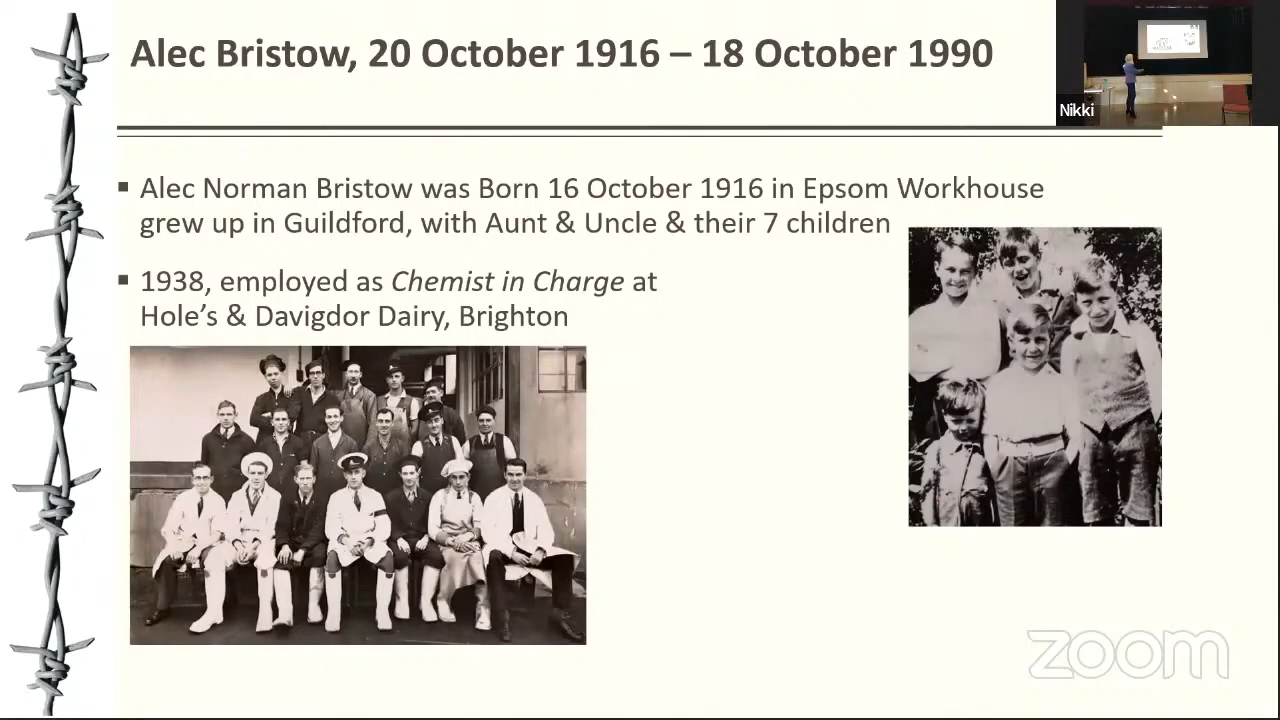 Alec Bristow, 20 October 1916 – 18 October 1990
Nikki
▪ Alec Norman Bristow was Born 16 October 1916 in Epsom Workhouse
grew up in Guildford, with Aunt & Uncle & their 7 children
▪ 1938, employed as Chemist in Charge at
Hole's & Davigdor Dairy, Brighton
zoom